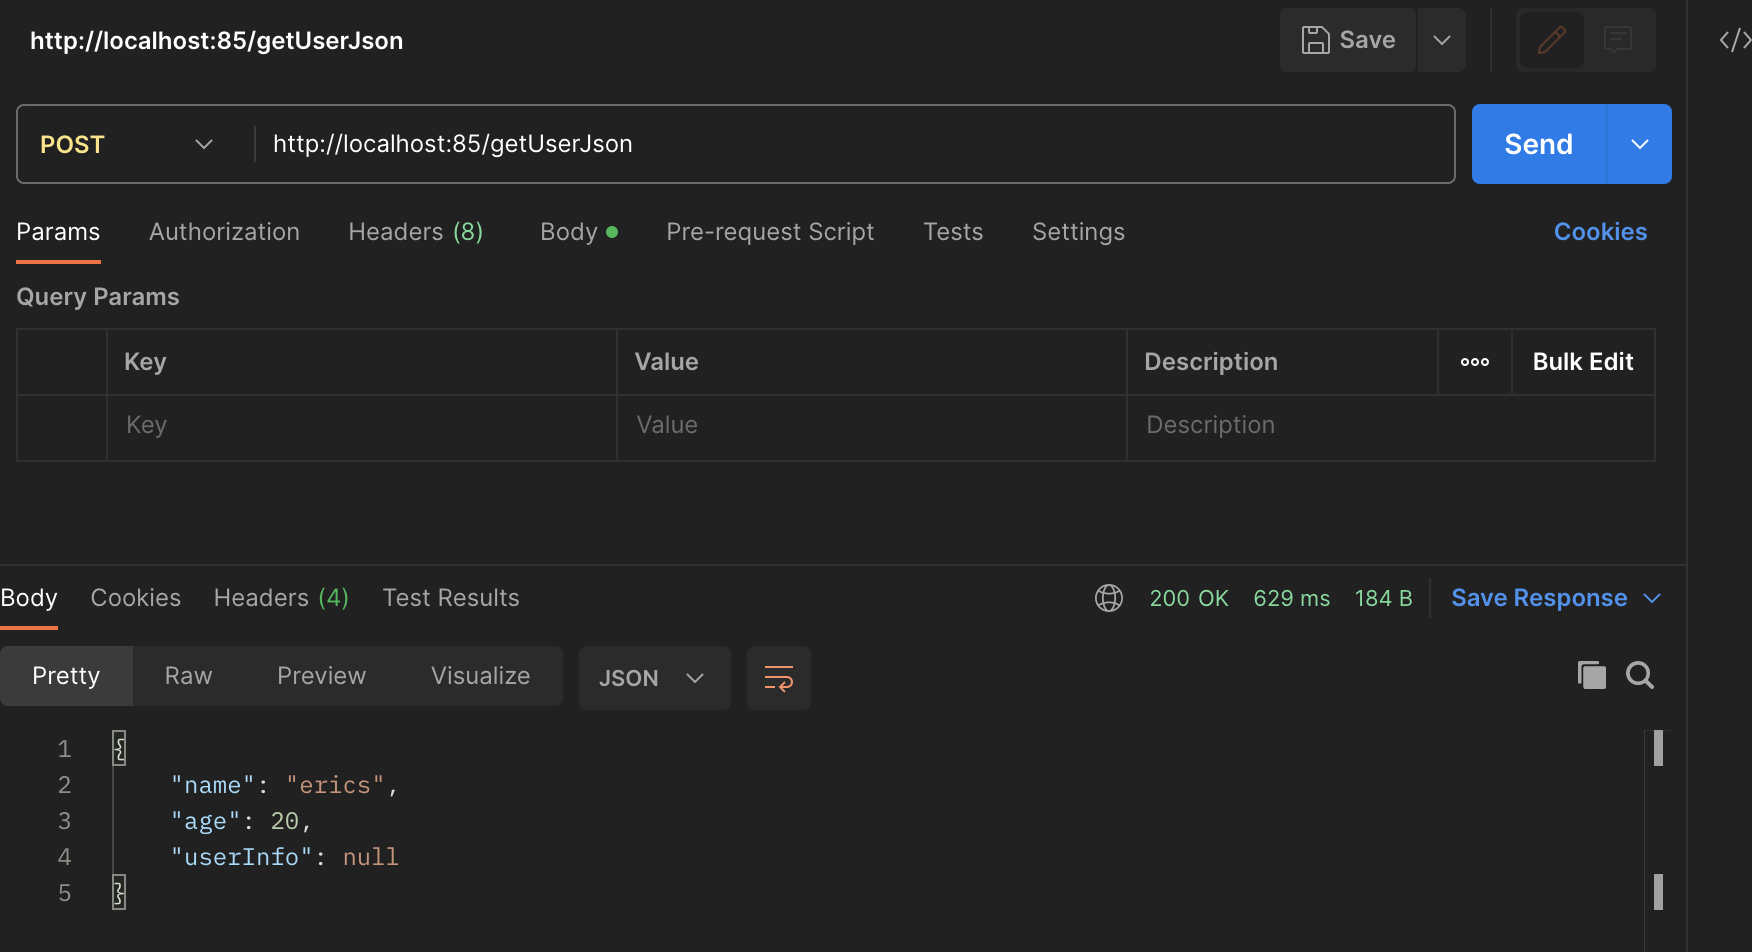 http://localhost:85/getUserJson Save
POST http://localhost:85/getUserJson Send
Params Authorization Headers (8) Body Pre-request Script Tests Settings Cookies
Query Params
Key Value Description ooo Bulk Edit
Key Value Description
Body Cookies Headers (4) Test Results 200 OK 629 ms 184 B Save Response
Pretty Raw Preview Visualize JSON
1 {
2 "name": "erics",
3 "age": 20,
4 "userInfo": null
5 }